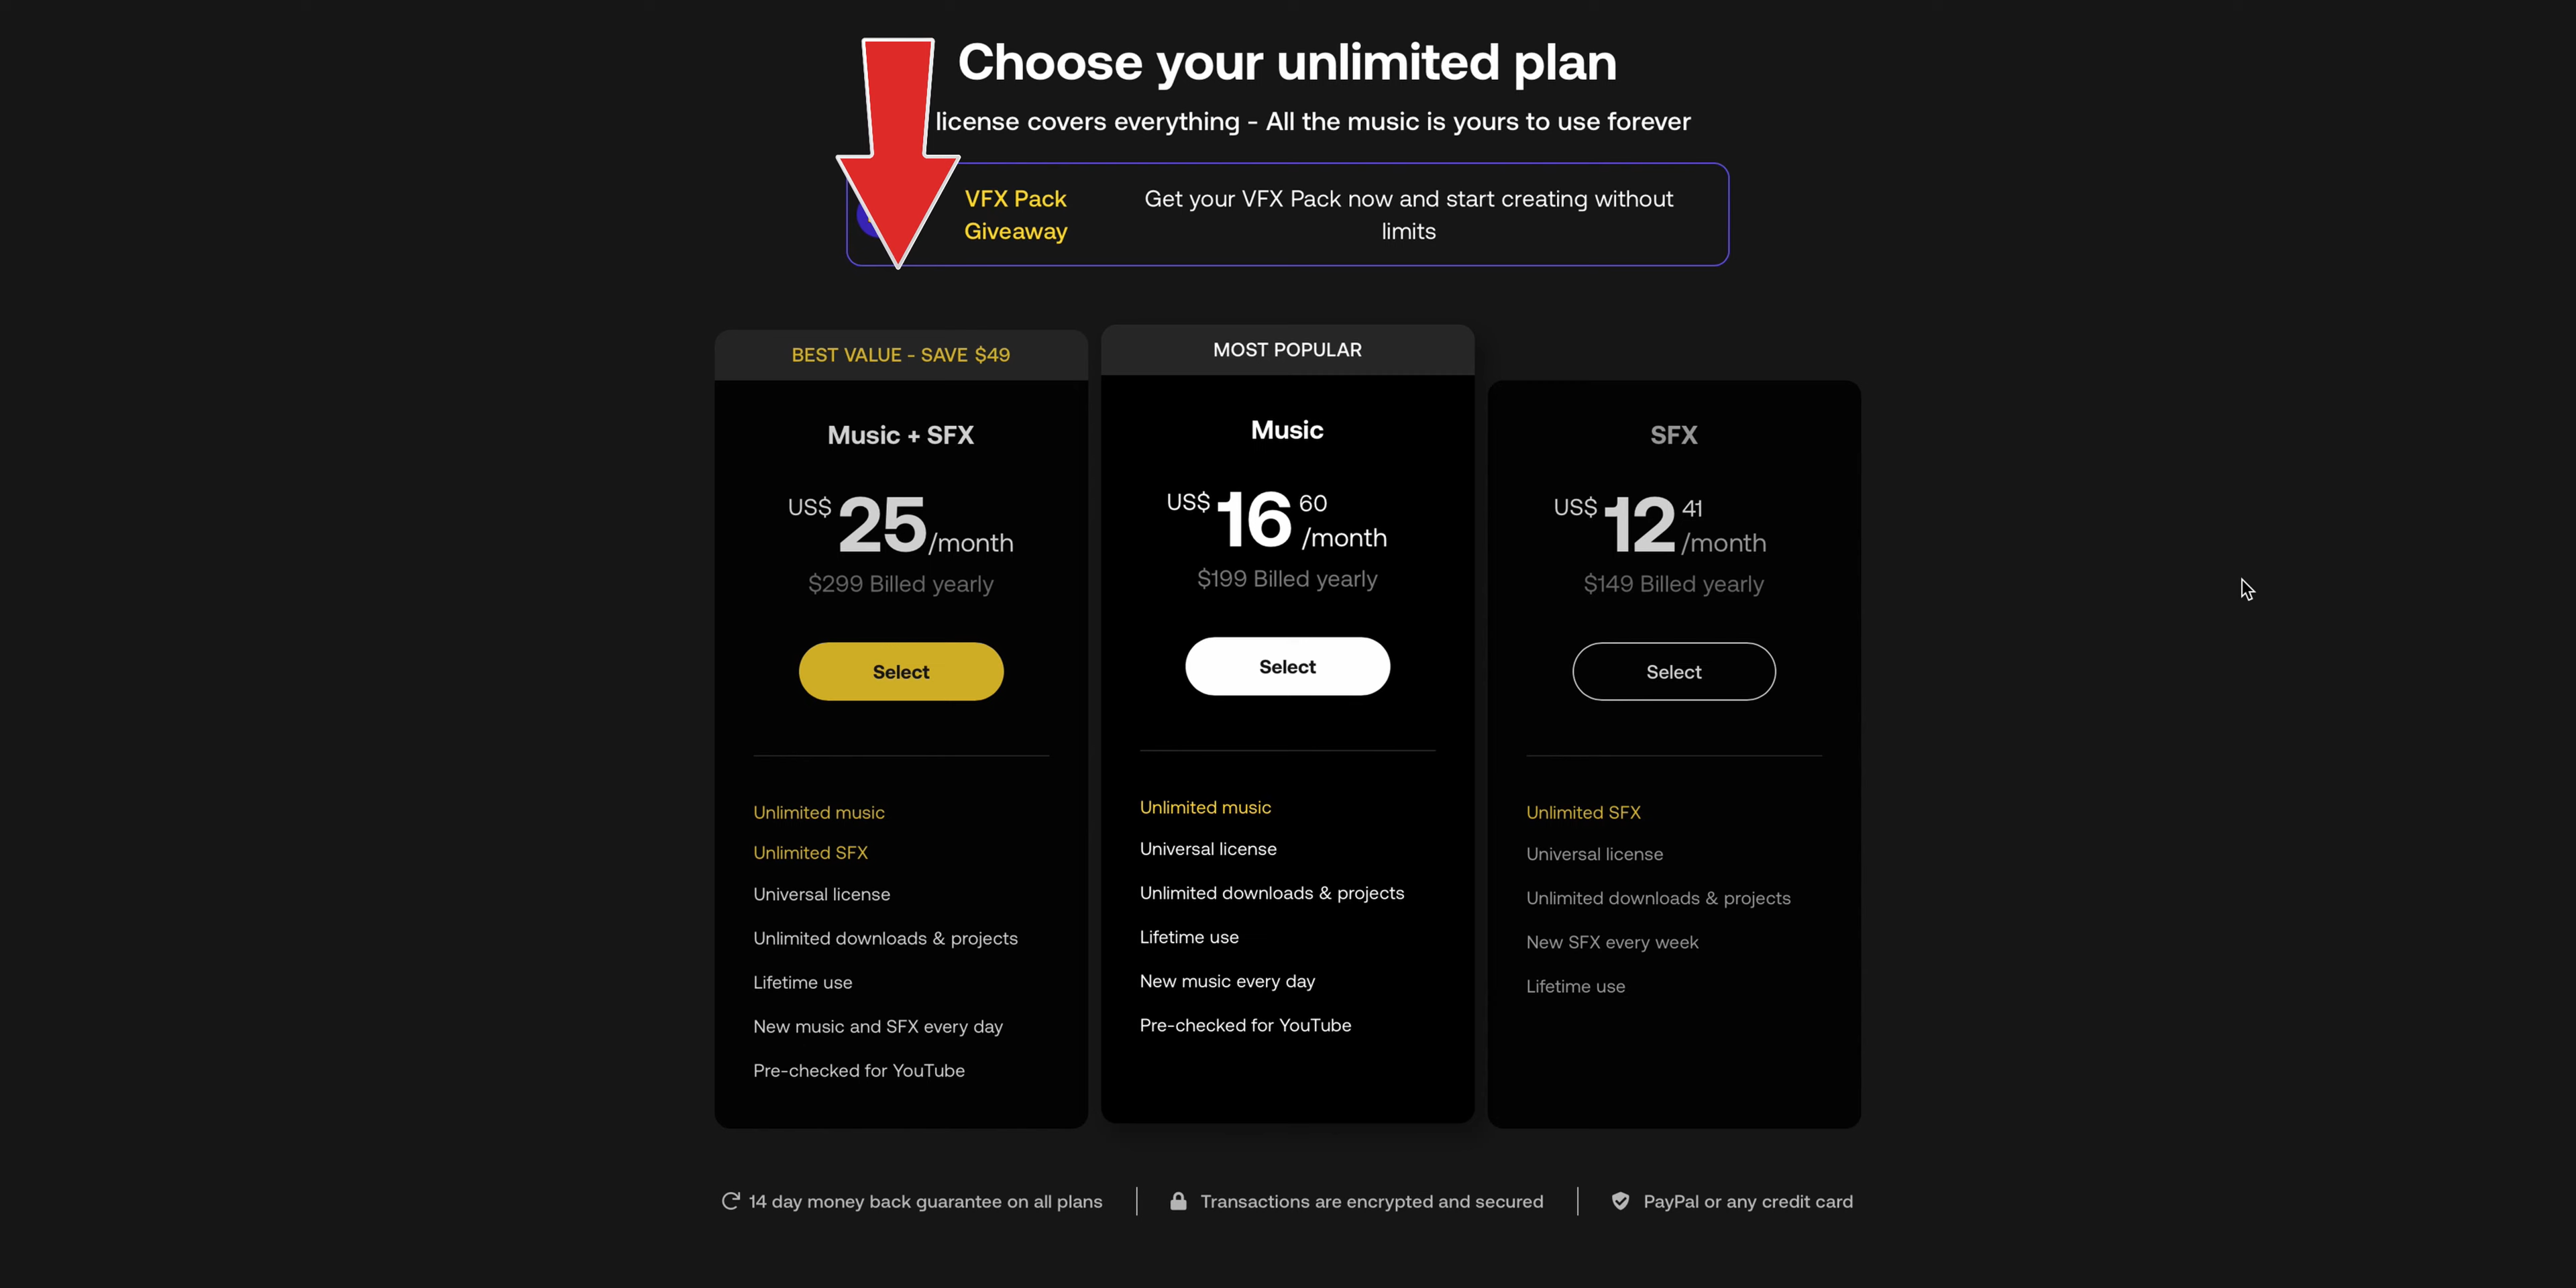 Choose your unlimited plan
license covers everything - All the music is yours to use forever
VFX Pack
Giveaway
Get your VFX Pack now and start creating without
limits
BEST VALUE - SAVE $49
Music + SFX
US$ 25 /month
$299 Billed yearly
Select
Unlimited music
Unlimited SFX
Universal license
Unlimited downloads & projects
Lifetime use
New music and SFX every day
Pre-checked for YouTube
MOST POPULAR
Music
US$ 16 60 /month
$199 Billed yearly
Select
Unlimited music
Universal license
Unlimited downloads & projects
Lifetime use
New music every day
Pre-checked for YouTube
SFX
US$ 12 41 /month
$149 Billed yearly
Select
Unlimited SFX
Universal license
Unlimited downloads & projects
New SFX every week
Lifetime use
14 day money back guarantee on all plans
Transactions are encrypted and secured
PayPal or any credit card